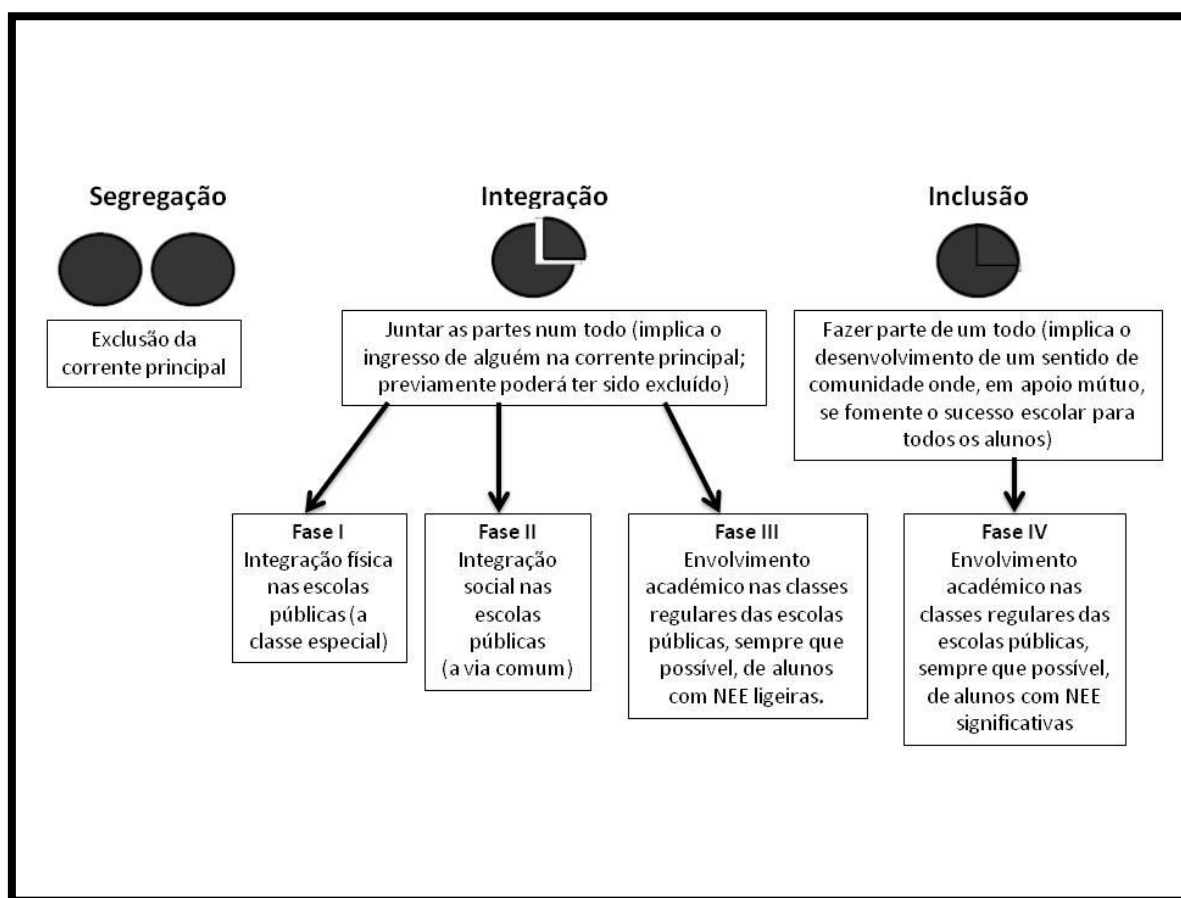 Segregação
Exclusão da
corrente principal
Integração
Juntar as partes num todo (implica o
ingresso de alguém na corrente principal;
previamente poderá ter sido excluído)
Inclusão
Fazer parte de um todo (implica o
desenvolvimento de um sentido de
comunidade onde, em apoio mútuo,
se fomente o sucesso escolar para
todos os alunos)
Fase I
Integração física
nas escolas
públicas (a
classe especial)
Fase II
Integração
social nas
escolas
públicas
(a via comum)
Fase III
Envolvimento
académico nas classes
regulares das escolas
públicas, sempre que
possível, de alunos
com NEE ligeiras.
Fase IV
Envolvimento
académico nas
classes regulares das
escolas públicas,
sempre que possível,
de alunos com NEE
significativas